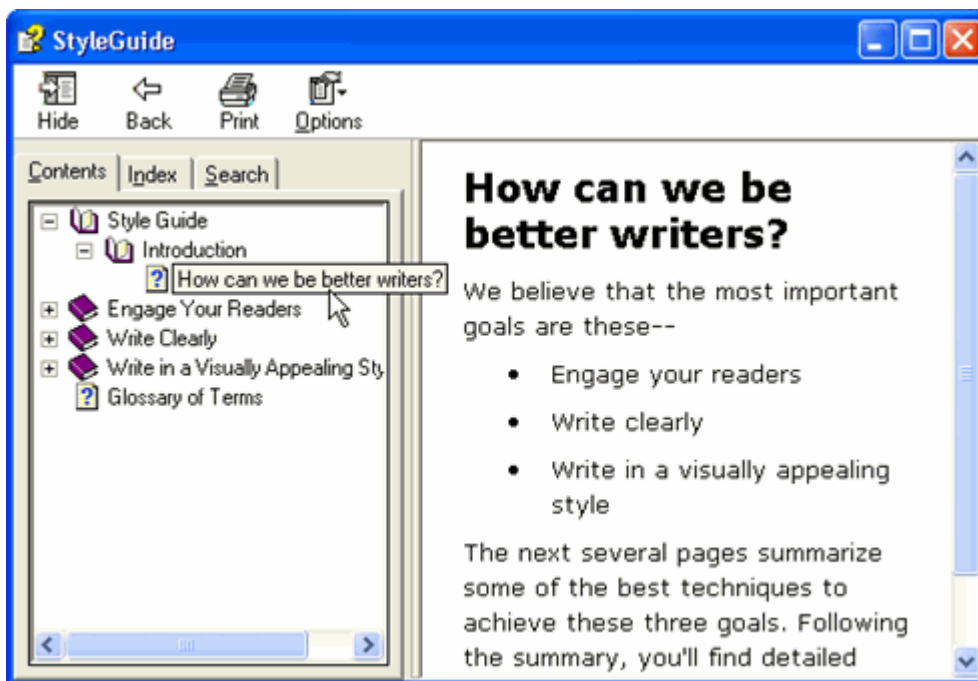 StyleGuide
Hide Back Print Options
Contents Index Search
Style Guide
Introduction
How can we be better writers?
Engage Your Readers
Write Clearly
Write in a Visually Appealing Sty
Glossary of Terms
How can we be
better writers?
We believe that the most important
goals are these--
• Engage your readers
• Write clearly
• Write in a visually appealing
style
The next several pages summarize
some of the best techniques to
achieve these three goals. Following
the summary, you'll find detailed